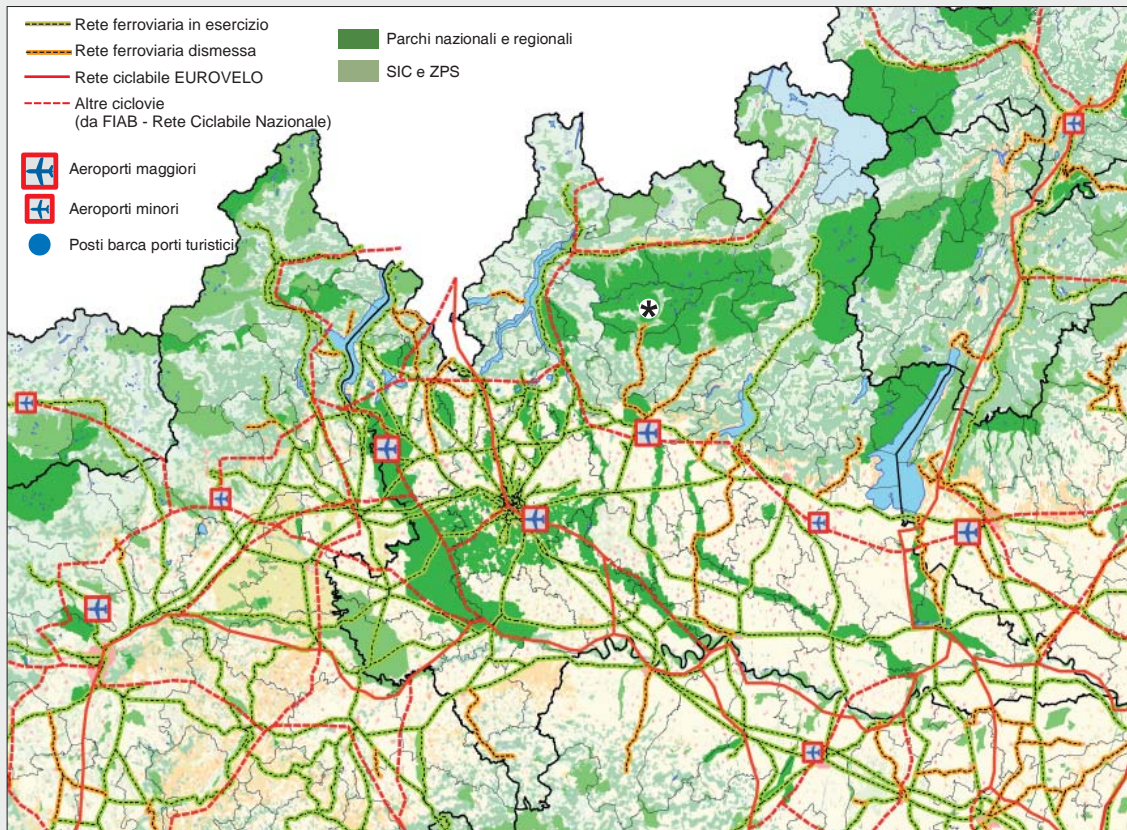 Rete ferroviaria in esercizio
Rete ferroviaria dismessa
Rete ciclabile EUROVELO
Altre ciclovie
(da FIAB - Rete Ciclabile Nazionale)
Aeroporti maggiori
Aeroporti minori
Posti barca porti turistici
Parchi nazionali e regionali
SIC e ZPS
*